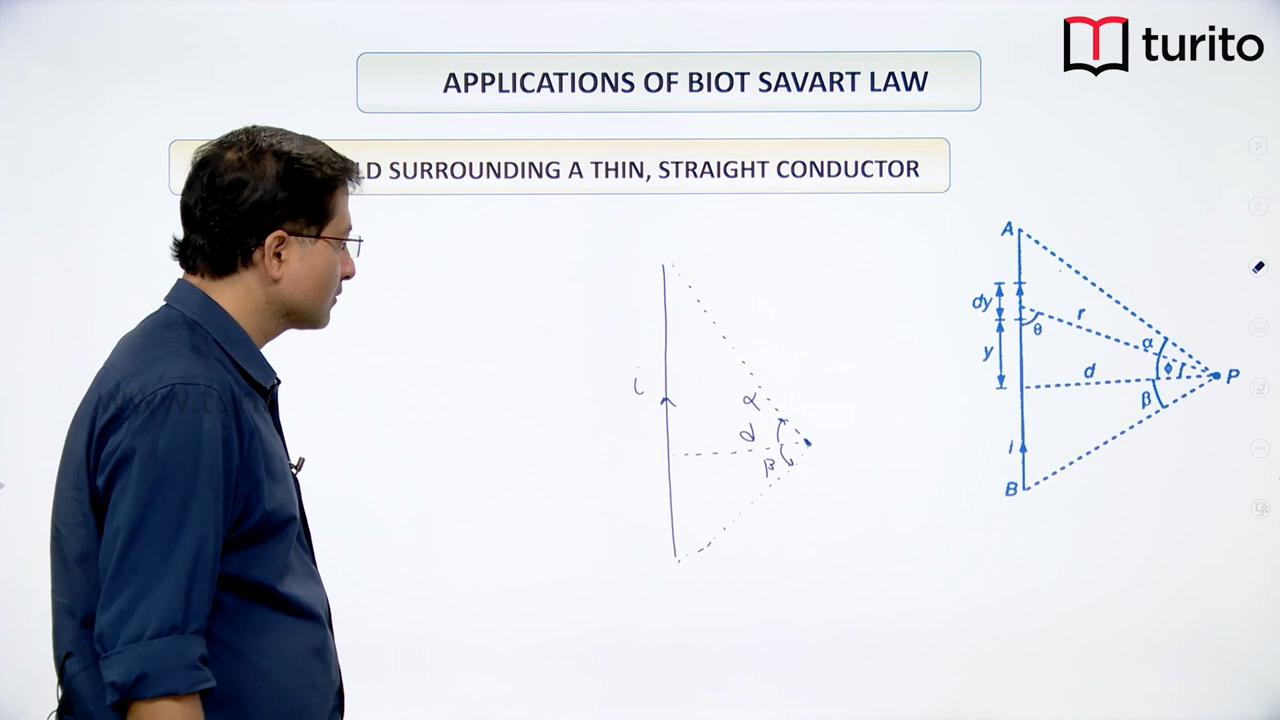 turito
APPLICATIONS OF BIOT SAVART LAW
LD SURROUNDING A THIN, STRAIGHT CONDUCTOR
i
α
d
β
A
dy
y
θ
r
d
α
ϕ
β
P
I
B